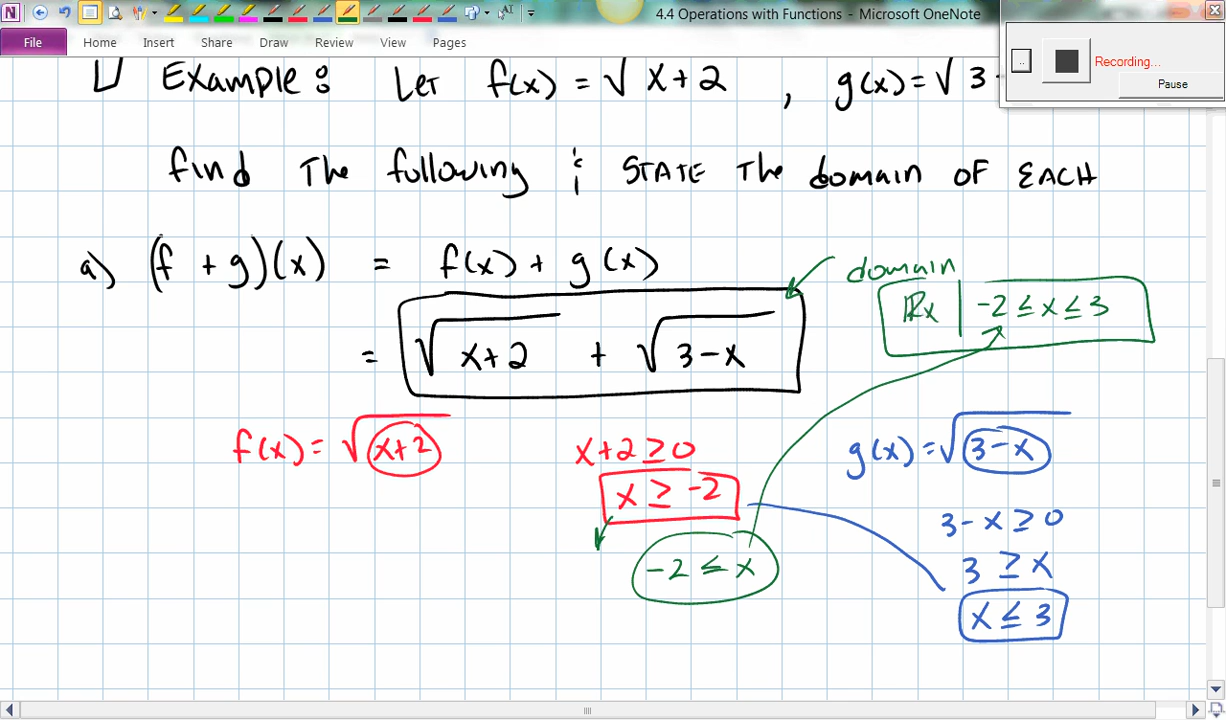 4.4 Operations with Functions - Microsoft OneNote
File Home Insert Share Draw Review View Pages
Recording...
Pause
Example: Let f(x) = √x+2 , g(x) = √3-
find The following & STATE The domain OF EACH
a) (f + g)(x) = f(x) + g(x)
= √x+2 + √3-x
domain
ℝx | -2 ≤ x ≤ 3
f(x) = √x+2
x+2 ≥ 0
x ≥ -2
-2 ≤ x
g(x) = √3-x
3-x ≥ 0
3 ≥ x
x ≤ 3